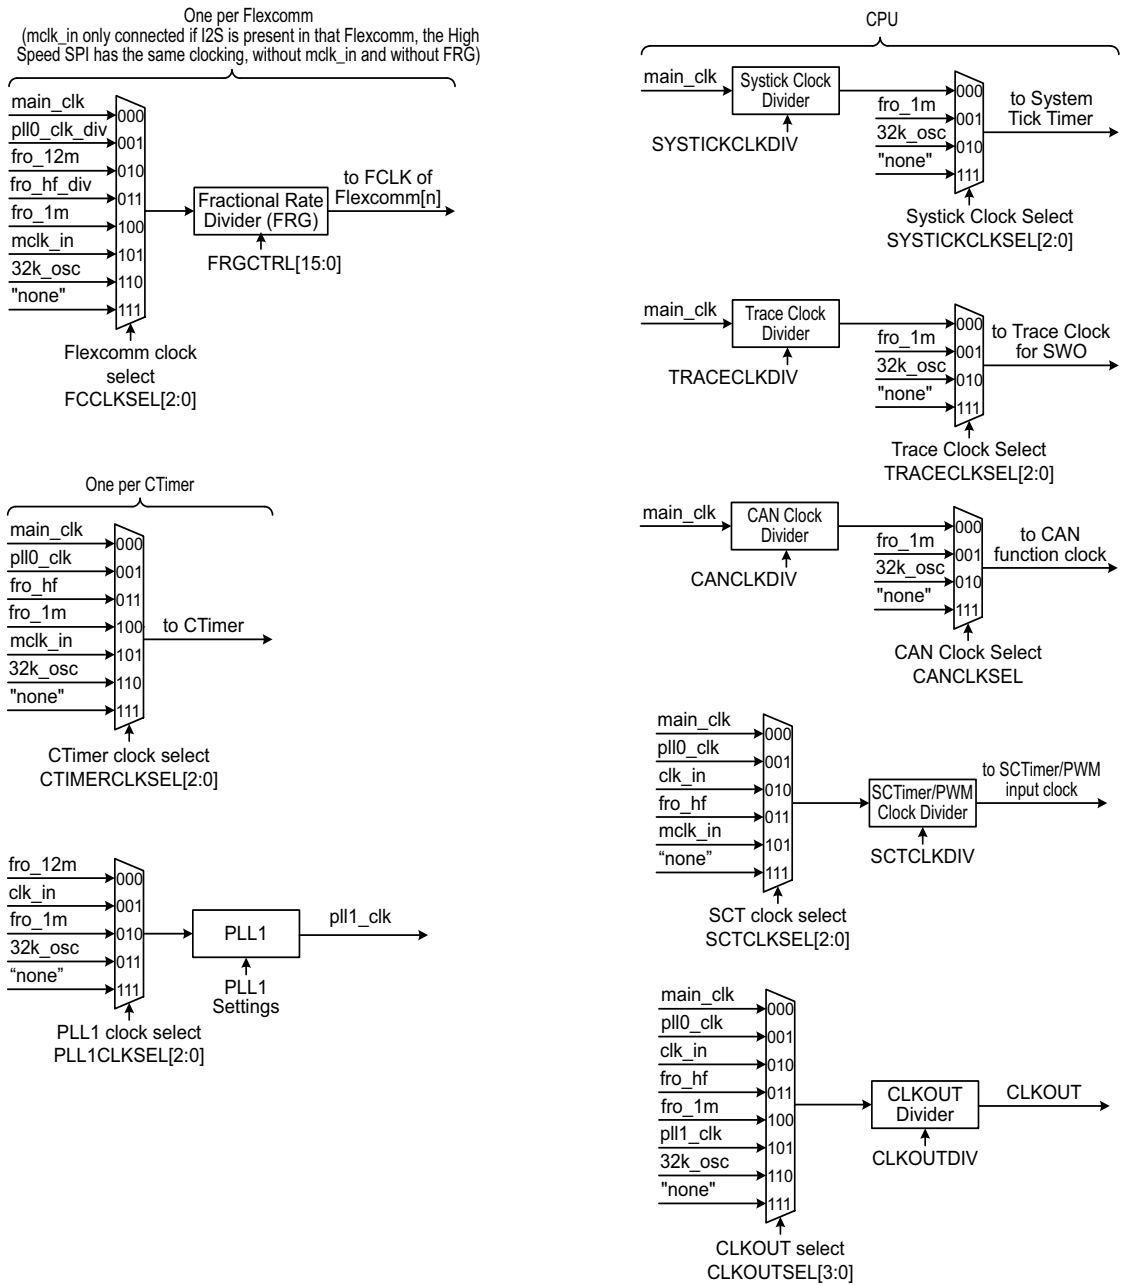 One per Flexcomm
(mclk_in only connected if I2S is present in that Flexcomm, the High
Speed SPI has the same clocking, without mclk_in and without FRG)
main_clk
000
pll0_clk_div
001
fro_12m
010
fro_hf_div
011
fro_1m
100
mclk_in
101
32k_osc
110
"none"
111
Fractional Rate
Divider (FRG)
to FCLK of
Flexcomm[n]
FRGCTRL[15:0]
Flexcomm clock
select
FCCLKSEL[2:0]
One per CTimer
main_clk
000
pll0_clk
001
fro_hf
011
fro_1m
100
mclk_in
101
32k_osc
110
"none"
111
to CTimer
CTimer clock select
CTIMERCLKSEL[2:0]
fro_12m
000
clk_in
001
fro_1m
010
32k_osc
011
“none”
111
PLL1
pll1_clk
PLL1
Settings
PLL1 clock select
PLL1CLKSEL[2:0]
CPU
main_clk
Systick Clock
Divider
SYSTICKCLKDIV
000
fro_1m
001
32k_osc
010
"none"
111
to System
Tick Timer
Systick Clock Select
SYSTICKCLKSEL[2:0]
main_clk
Trace Clock
Divider
TRACECLKDIV
000
fro_1m
001
32k_osc
010
"none"
111
to Trace Clock
for SWO
Trace Clock Select
TRACECLKSEL[2:0]
main_clk
CAN Clock
Divider
CANCLKDIV
000
fro_1m
001
32k_osc
010
"none"
111
to CAN
function clock
CAN Clock Select
CANCLKSEL
main_clk
000
pll0_clk
001
clk_in
010
fro_hf
011
mclk_in
101
“none”
111
SCTimer/PWM
Clock Divider
to SCTimer/PWM
input clock
SCTCLKDIV
SCT clock select
SCTCLKSEL[2:0]
main_clk
000
pll0_clk
001
clk_in
010
fro_hf
011
fro_1m
100
pll1_clk
101
32k_osc
110
"none"
111
CLKOUT
Divider
CLKOUT
CLKOUTDIV
CLKOUT select
CLKOUTSEL[3:0]